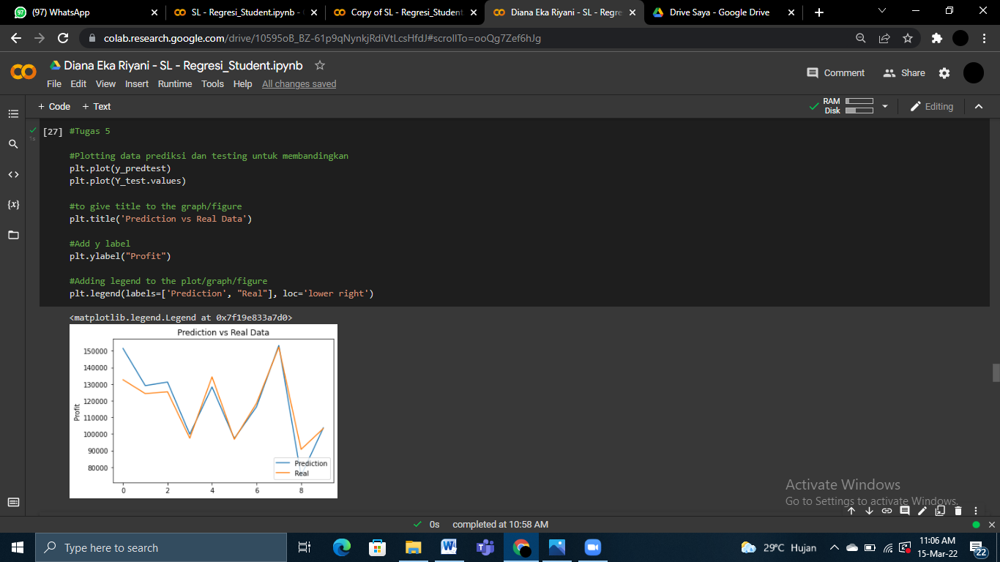 (97) WhatsApp
SL - Regresi_Student.ipynb -
Copy of SL - Regresi_Student
Diana Eka Riyani - SL - Regre
Drive Saya - Google Drive
colab.research.google.com/drive/10595oB_BZ-61p9qNynkjRdiVtLcsHfdJ#scrollTo=ooQg7Zef6hJg
Diana Eka Riyani - SL - Regresi_Student.ipynb
Comment
Share
File Edit View Insert Runtime Tools Help All changes saved
+ Code + Text
RAM
Disk
Editing
[27] #Tugas 5
1s
#Plotting data prediksi dan testing untuk membandingkan
plt.plot(y_predtest)
plt.plot(Y_test.values)
#to give title to the graph/figure
plt.title('Prediction vs Real Data')
#Add y label
plt.ylabel("Profit")
#Adding legend to the plot/graph/figure
plt.legend(labels=['Prediction', "Real"], loc='lower right')
<matplotlib.legend.Legend at 0x7f19e833a7d0>
Prediction vs Real Data
150000
140000
130000
120000
110000
100000
90000
80000
Profit
0 2 4 6 8
Prediction
Real
Activate Windows
Go to Settings to activate Windows.
0s completed at 10:58 AM
Type here to search
29°C Hujan
11:06 AM
15-Mar-22
22